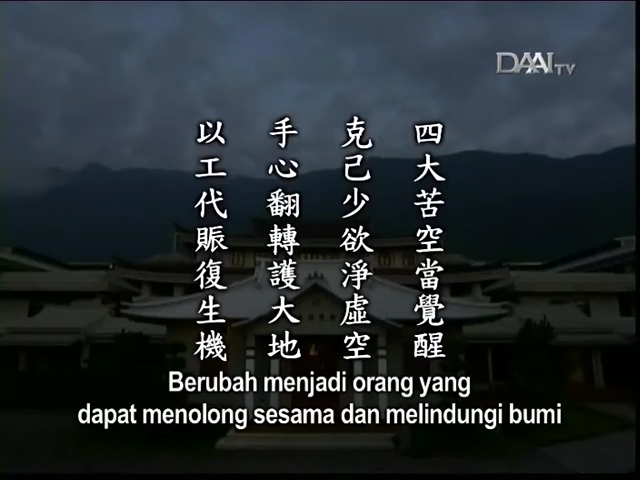 DAAI TV
四大苦空當覺醒
克己少欲淨虛空
手心翻轉護大地
以工代賑復生機
Berubah menjadi orang yang
dapat menolong sesama dan melindungi bumi